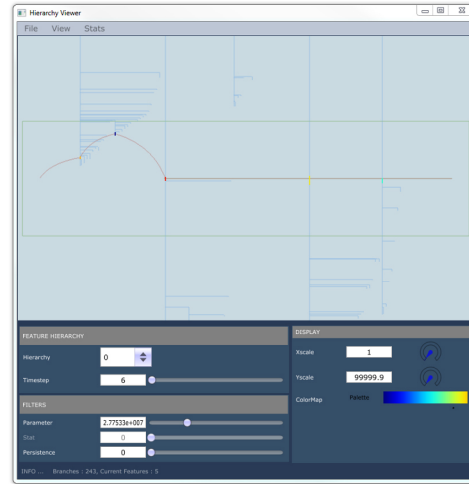 Hierarchy Viewer
File View Stats
FEATURE HIERARCHY
Hierarchy 0
Timestep 6
FILTERS
Parameter 2.77533e+007
Stat 0
Persistence 0
DISPLAY
Xscale 1
Yscale 99999.9
ColorMap Palette
INFO ... Branches : 243, Current Features : 5